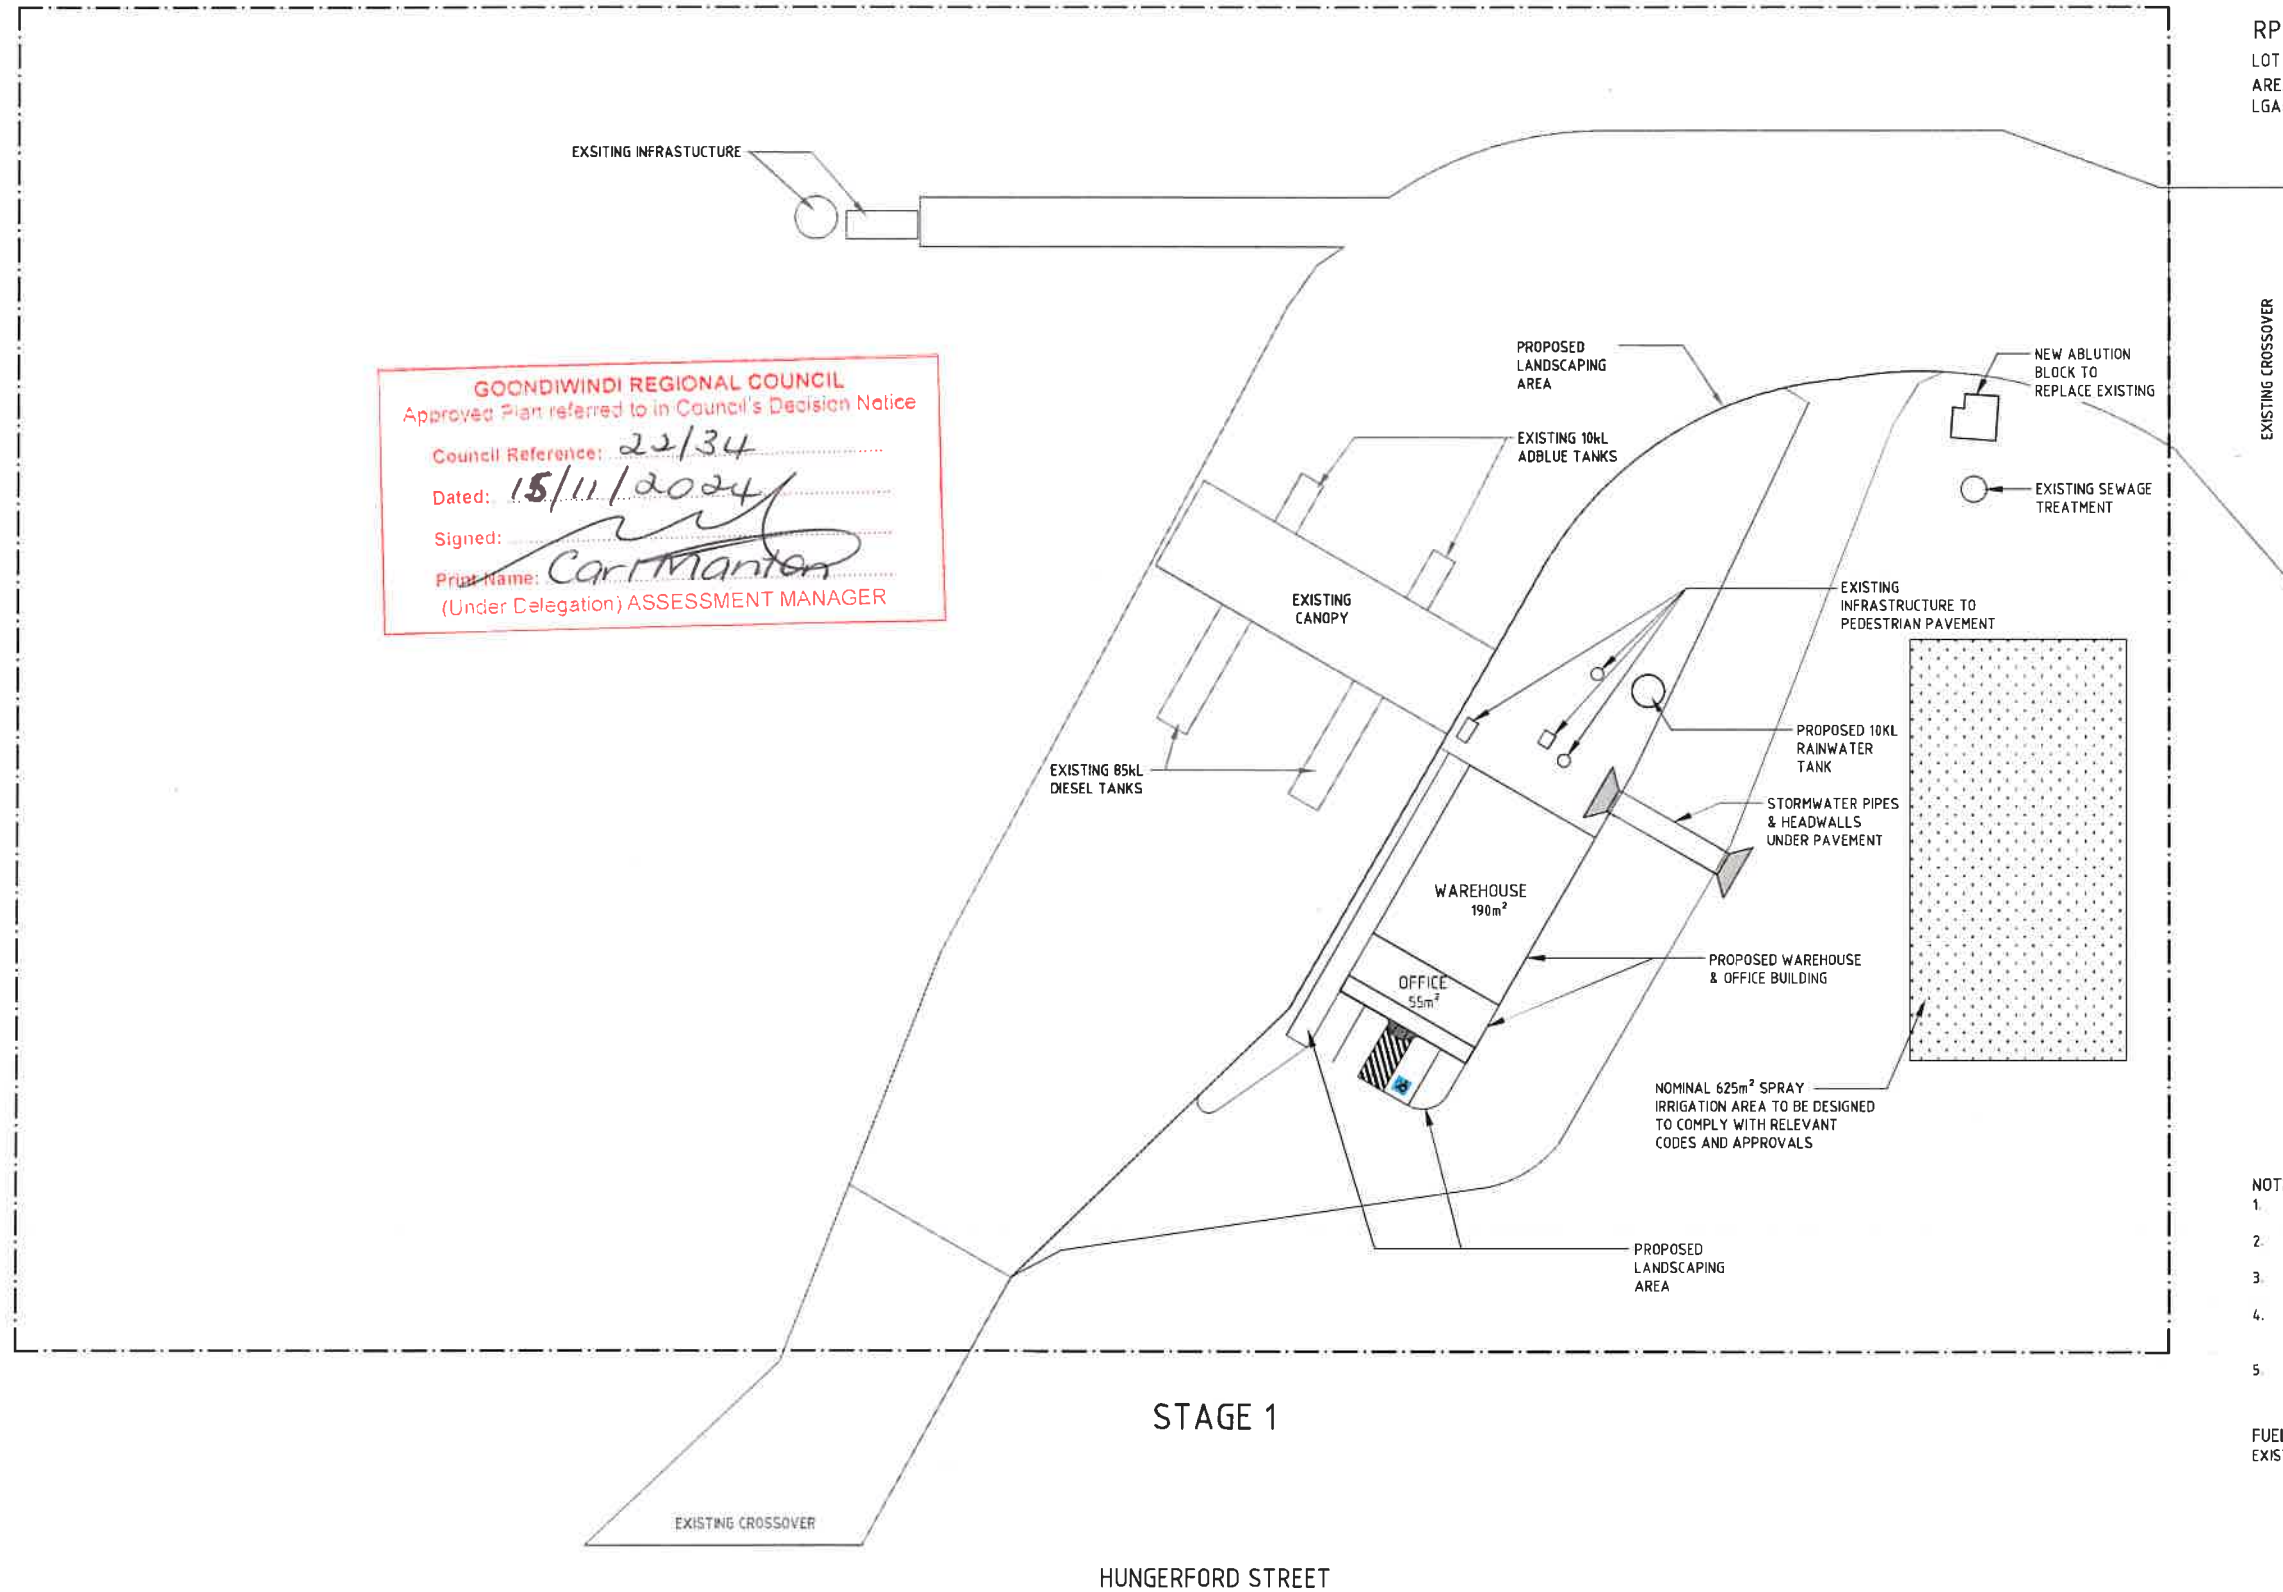 RP
LOT
ARE
LGA
EXSITING INFRASTUCTURE
GOONDIWINDI REGIONAL COUNCIL
Approved Plan referred to in Council's Decision Notice
Council Reference: 22/34
Dated: 15/11/2024
Signed:
Print Name: Carl Manton
(Under Delegation) ASSESSMENT MANAGER
PROPOSED
LANDSCAPING
AREA
NEW ABLUTION
BLOCK TO
REPLACE EXISTING
EXISTING CROSSOVER
EXISTING 10kL
ADBLUE TANKS
EXISTING SEWAGE
TREATMENT
EXISTING
CANOPY
EXISTING
INFRASTRUCTURE TO
PEDESTRIAN PAVEMENT
PROPOSED 10KL
RAINWATER
TANK
EXISTING 85kL
DIESEL TANKS
STORMWATER PIPES
& HEADWALLS
UNDER PAVEMENT
WAREHOUSE
190m²
PROPOSED WAREHOUSE
& OFFICE BUILDING
OFFICE
55m²
NOMINAL 625m² SPRAY
IRRIGATION AREA TO BE DESIGNED
TO COMPLY WITH RELEVANT
CODES AND APPROVALS
PROPOSED
LANDSCAPING
AREA
NOT
1.
2.
3.
4.
5.
STAGE 1
FUEL
EXIS
EXISTING CROSSOVER
HUNGERFORD STREET